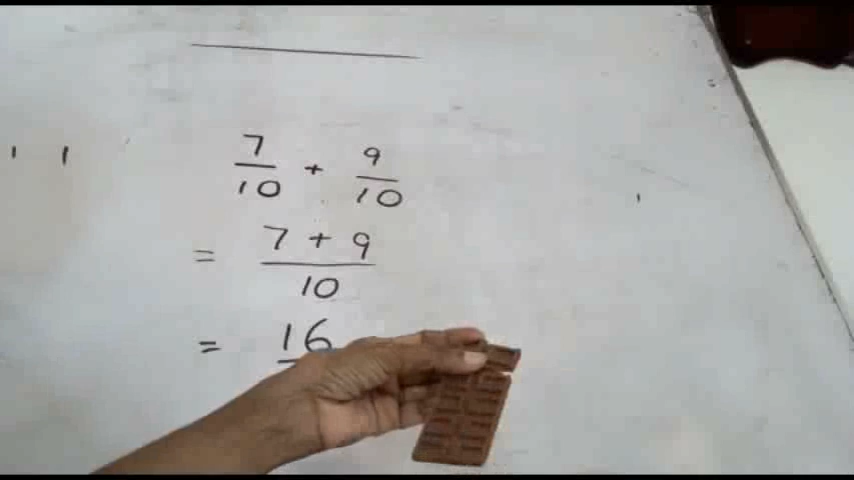 7/10 + 9/10
= 7 + 9/10
= 16